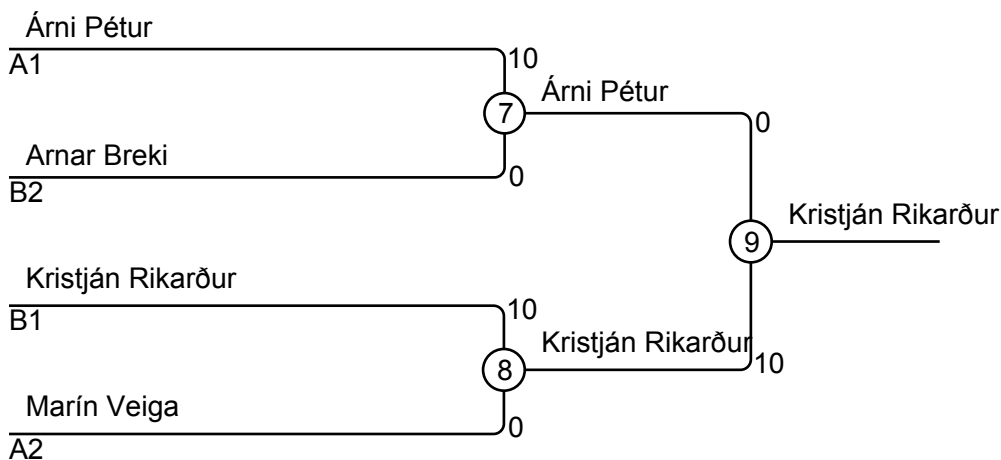 Árni Pétur
A1
10
7
Árni Pétur
0
Arnar Breki
B2
0
9
Kristján Rikarður
Kristján Rikarður
B1
10
8
Kristján Rikarður
10
Marín Veiga
A2
0